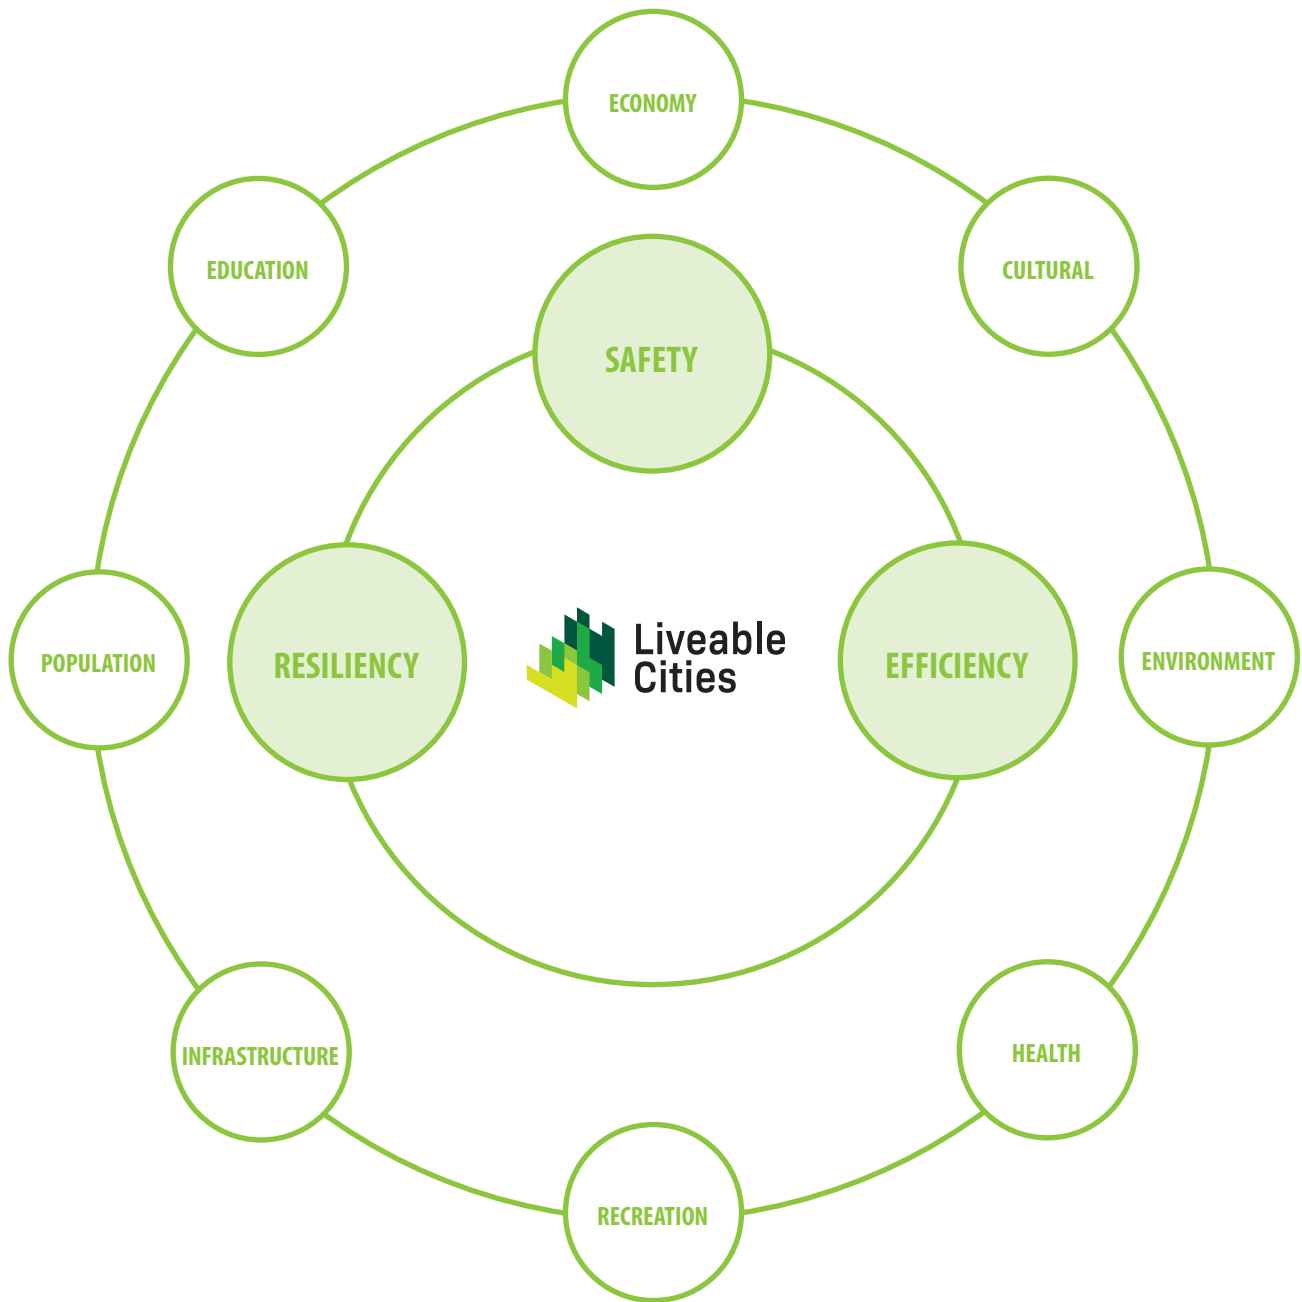 ECONOMY
EDUCATION
CULTURAL
SAFETY
POPULATION
RESILIENCY
Liveable
Cities
EFFICIENCY
ENVIRONMENT
INFRASTRUCTURE
HEALTH
RECREATION